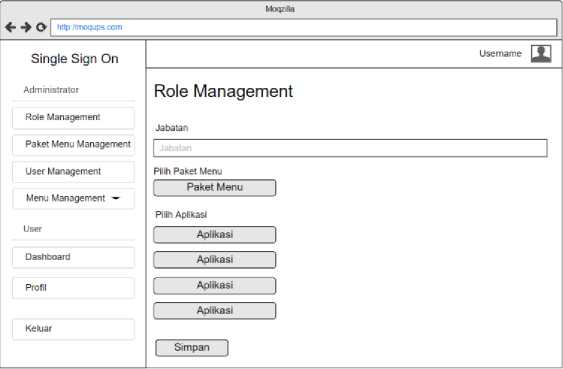 Moqzilla
http://moqups.com
Single Sign On
Username
Administrator
Role Management
Paket Menu Management
User Management
Menu Management
User
Dashboard
Profil
Keluar
Role Management
Jabatan
Jabatan
Pilih Paket Menu
Paket Menu
Pilih Aplikasi
Aplikasi
Aplikasi
Aplikasi
Aplikasi
Simpan